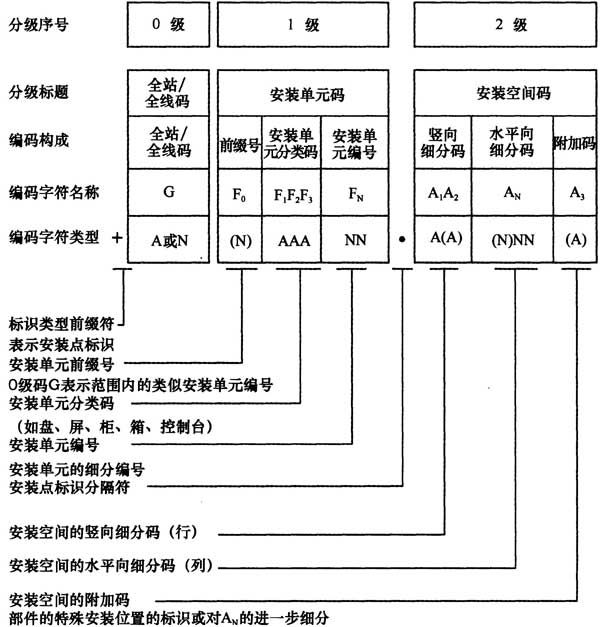 分级序号 0 级 1 级 2 级
分级标题 全站/全线码 安装单元码 安装空间码
编码构成 全站/全线码 前缀号 安装单元分类码 安装单元编号 竖向细分码 水平向细分码 附加码
编码字符名称 G F₀ F₁F₂F₃ F_N A₁A₂ A_N A₃
编码字符类型 + A或N (N) AAA NN • A(A) (N)NN (A)
标识类型前缀符
表示安装点标识
安装单元前缀号
0级码G表示范围内的类似安装单元编号
安装单元分类码
（如盘、屏、柜、箱、控制台）
安装单元编号
安装单元的细分编号
安装点标识分隔符
安装空间的竖向细分码（行）
安装空间的水平向细分码（列）
安装空间的附加码
部件的特殊安装位置的标识或对A_N的进一步细分